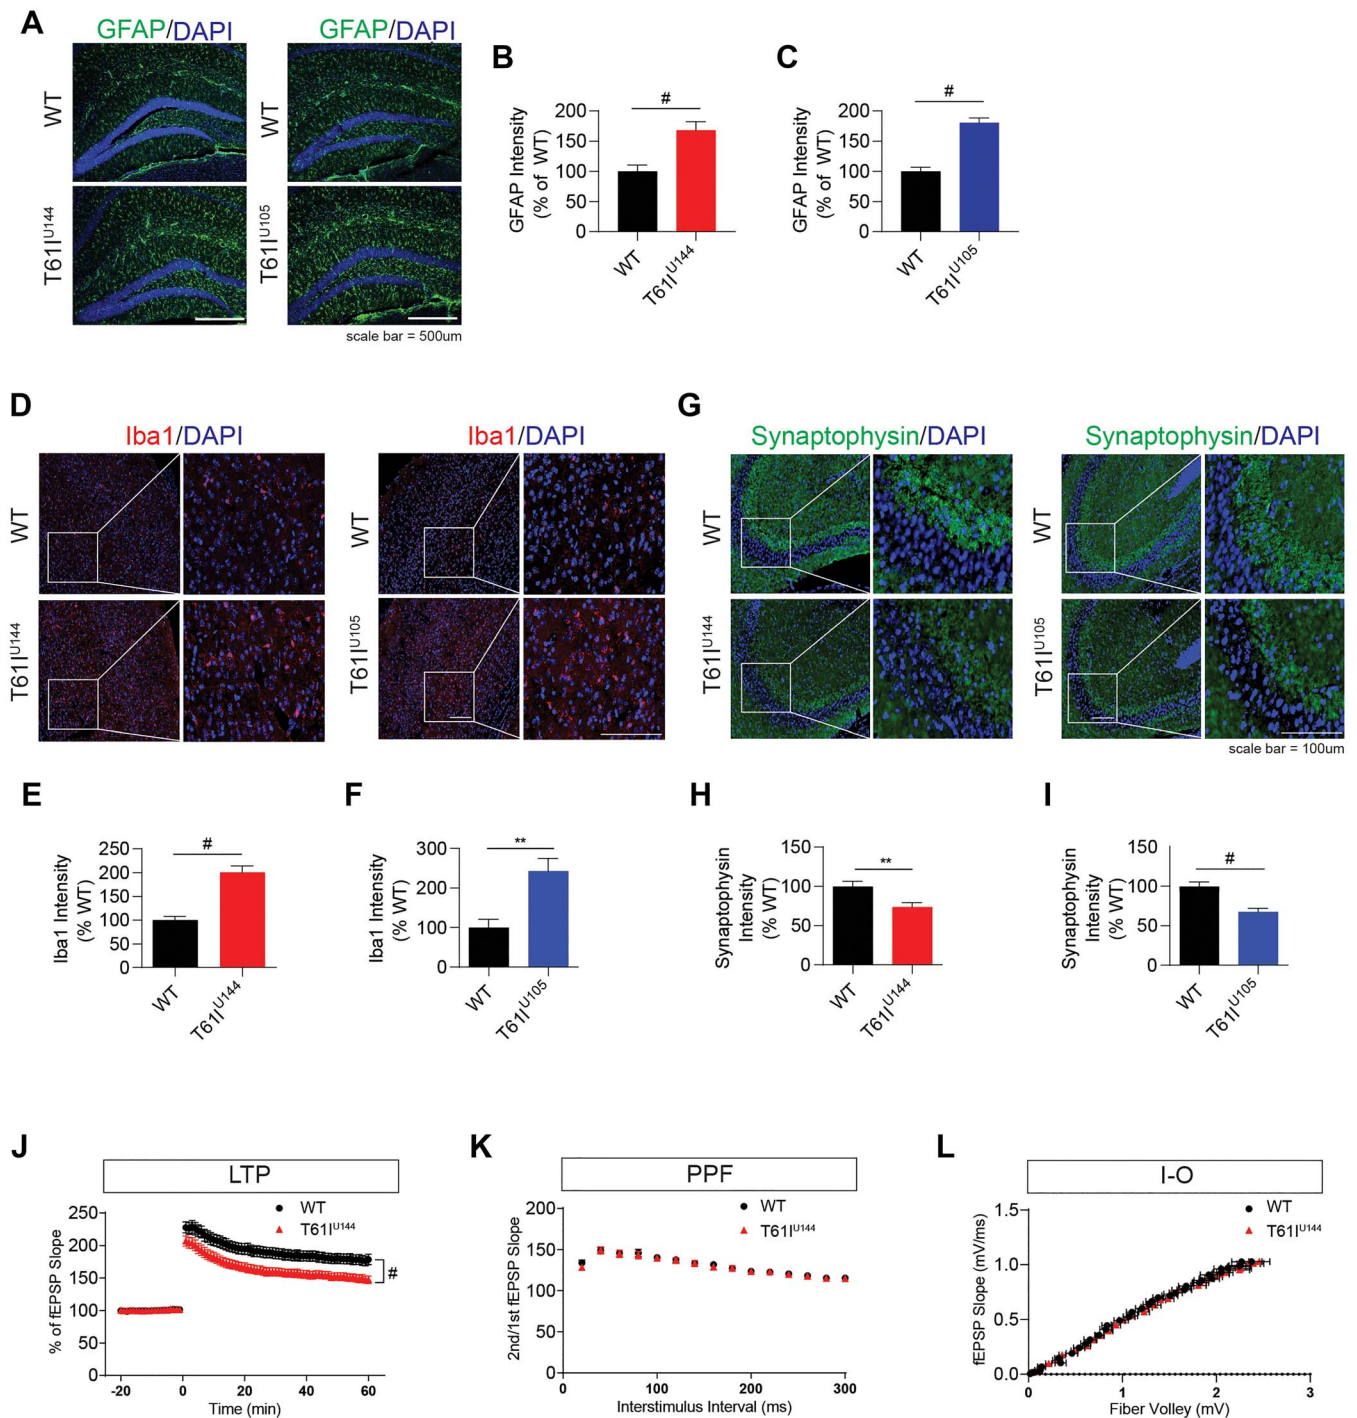 A
GFAP/DAPI
GFAP/DAPI
WT
WT
T61I^U144
T61I^U105
scale bar = 500um
B
GFAP Intensity
(% of WT)
200
150
100
50
0
#
WT
T61I^U144
C
GFAP Intensity
(% of WT)
200
150
100
50
0
#
WT
T61I^U105
D
Iba1/DAPI
Iba1/DAPI
WT
WT
T61I^U144
T61I^U105
G
Synaptophysin/DAPI
Synaptophysin/DAPI
WT
WT
T61I^U144
T61I^U105
scale bar = 100um
E
Iba1 Intensity
(% WT)
250
200
150
100
50
0
#
WT
T61I^U144
F
Iba1 Intensity
(% WT)
300
200
100
0
**
WT
T61I^U105
H
Synaptophysin
Intensity
(% WT)
150
100
50
0
**
WT
T61I^U144
I
Synaptophysin
Intensity
(% WT)
150
100
50
0
#
WT
T61I^U105
J
LTP
WT
T61I^U144
% of fEPSP Slope
250
200
150
100
50
0
#
-20 0 20 40 60
Time (min)
K
PPF
WT
T61I^U144
2nd/1st fEPSP Slope
200
150
100
50
0
0 100 200 300
Interstimulus Interval (ms)
L
I-O
WT
T61I^U144
fEPSP Slope (mV/ms)
1.5
1.0
0.5
0.0
0 1 2 3
Fiber Volley (mV)